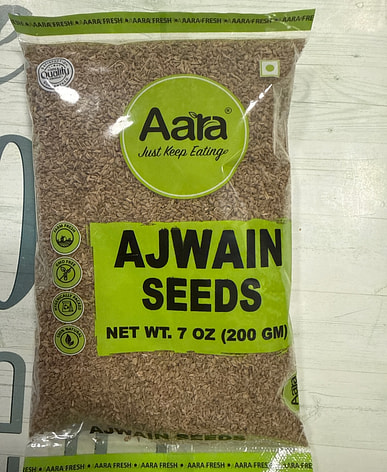 AARA FRESH • AARA FRESH • AARA FRESH • AARA FRESH
Quality
Aara®
Just Keep Eating
AJWAIN
SEEDS
NET WT. 7 OZ (200 GM)
Aara
AJWAIN SEEDS
FRESH • AARA FRESH • AARA FRESH • AARA FRESH • AARA FRESH